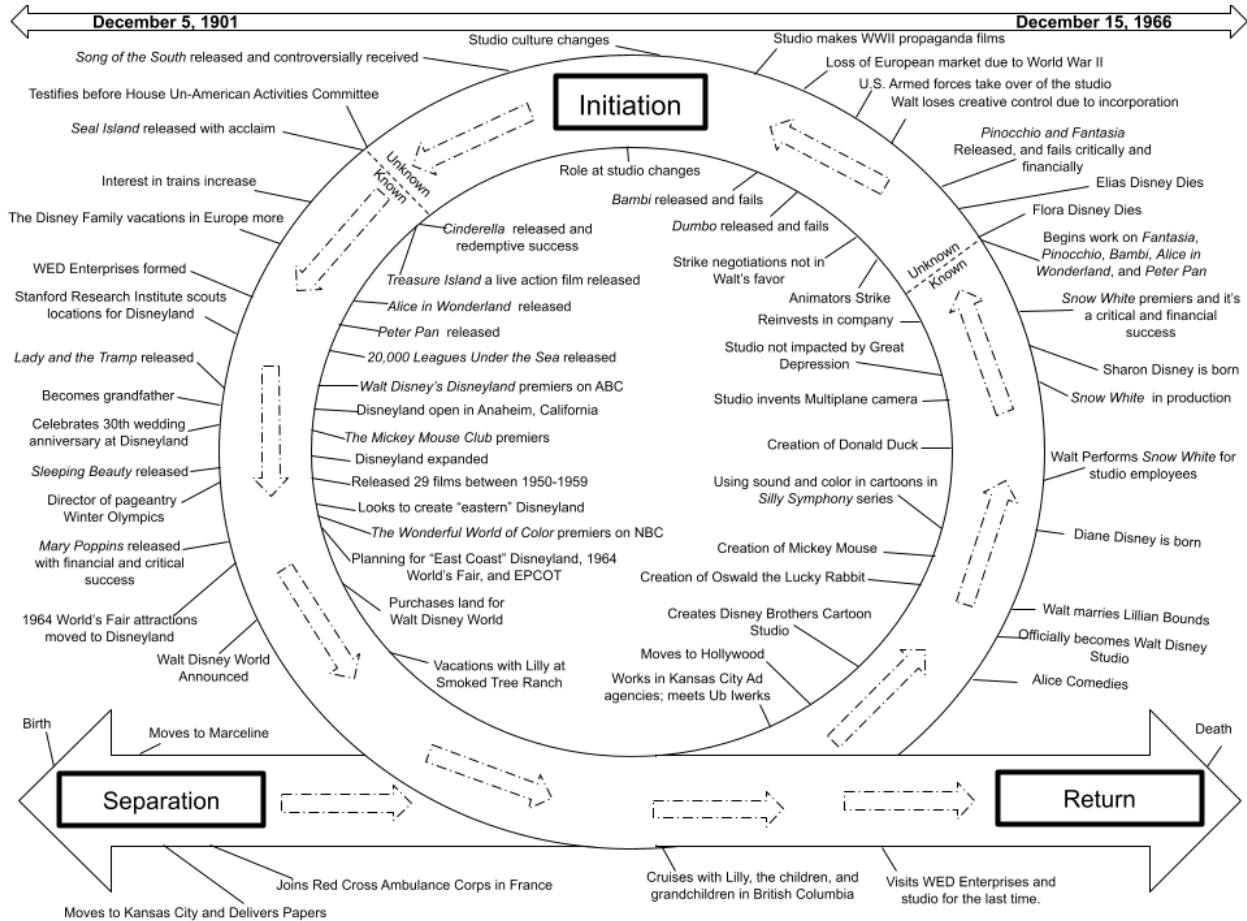 December 5, 1901
December 15, 1966
Studio culture changes
Studio makes WWII propaganda films
Song of the South released and controversially received
Loss of European market due to World War II
U.S. Armed forces take over of the studio
Testifies before House Un-American Activities Committee
Walt loses creative control due to incorporation
Initiation
Seal Island released with acclaim
Pinocchio and Fantasia
Released, and fails critically and
financially
Unknown
Known
Role at studio changes
Interest in trains increase
Bambi released and fails
Elias Disney Dies
The Disney Family vacations in Europe more
Cinderella released and
redemptive success
Dumbo released and fails
Flora Disney Dies
Unknown
Known
Begins work on Fantasia,
Pinocchio, Bambi, Alice in
Wonderland, and Peter Pan
WED Enterprises formed
Treasure Island a live action film released
Strike negotiations not in
Walt's favor
Stanford Research Institute scouts
locations for Disneyland
Alice in Wonderland released
Animators Strike
Snow White premiers and it's
a critical and financial
success
Peter Pan released
Reinvests in company
Lady and the Tramp released
20,000 Leagues Under the Sea released
Studio not impacted by Great
Depression
Sharon Disney is born
Becomes grandfather
Walt Disney's Disneyland premiers on ABC
Studio invents Multiplane camera
Snow White in production
Celebrates 30th wedding
anniversary at Disneyland
Disneyland open in Anaheim, California
The Mickey Mouse Club premiers
Creation of Donald Duck
Sleeping Beauty released
Disneyland expanded
Walt Performs Snow White for
studio employees
Director of pageantry
Winter Olympics
Released 29 films between 1950-1959
Using sound and color in cartoons in
Silly Symphony series
Looks to create "eastern" Disneyland
The Wonderful World of Color premiers on NBC
Diane Disney is born
Mary Poppins released
with financial and critical
success
Planning for "East Coast" Disneyland, 1964
World's Fair, and EPCOT
Creation of Mickey Mouse
Creation of Oswald the Lucky Rabbit
1964 World's Fair attractions
moved to Disneyland
Purchases land for
Walt Disney World
Creates Disney Brothers Cartoon
Studio
Walt marries Lillian Bounds
Officially becomes Walt Disney
Studio
Walt Disney World
Announced
Vacations with Lilly at
Smoked Tree Ranch
Moves to Hollywood
Works in Kansas City Ad
agencies; meets Ub Iwerks
Alice Comedies
Birth
Moves to Marceline
Death
Separation
Return
Joins Red Cross Ambulance Corps in France
Moves to Kansas City and Delivers Papers
Cruises with Lilly, the children, and
grandchildren in British Columbia
Visits WED Enterprises and
studio for the last time.